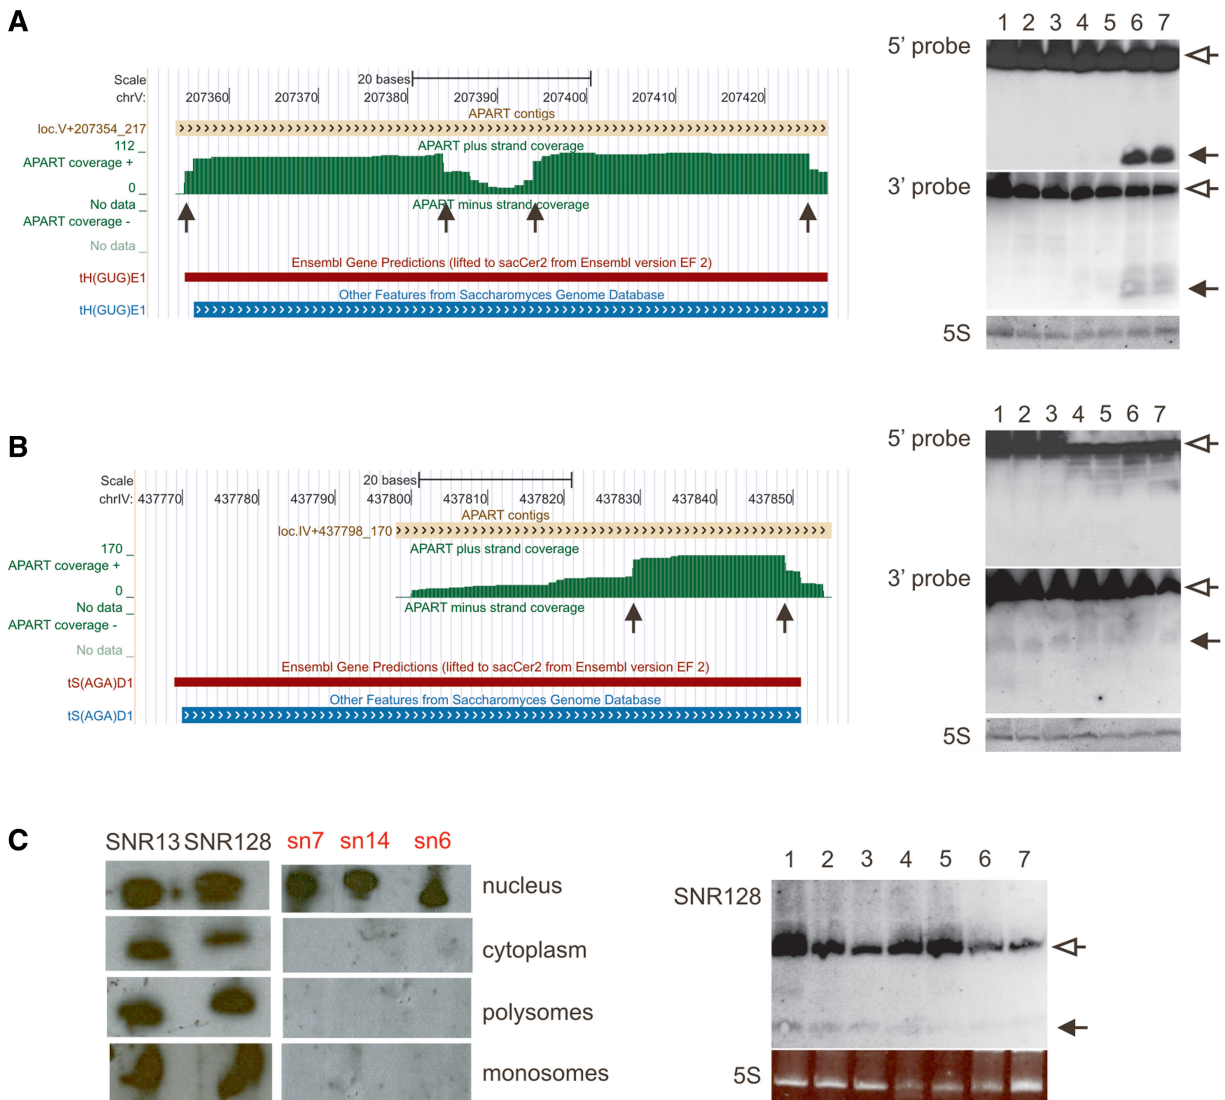 A
Scale
20 bases
chrV:
207360
207370
207380
207390
207400
207410
207420
APART contigs
loc.V+207354_217
112
APART plus strand coverage
APART coverage +
0
No data
APART minus strand coverage
APART coverage -
No data
Ensembl Gene Predictions (lifted to sacCer2 from Ensembl version EF 2)
tH(GUG)E1
Other Features from Saccharomyces Genome Database
tH(GUG)E1
1 2 3 4 5 6 7
5' probe
3' probe
5S
B
Scale
20 bases
chrIV:
437770
437780
437790
437800
437810
437820
437830
437840
437850
APART contigs
loc.IV+437798_170
170
APART plus strand coverage
APART coverage +
0
No data
APART minus strand coverage
APART coverage -
No data
Ensembl Gene Predictions (lifted to sacCer2 from Ensembl version EF 2)
tS(AGA)D1
Other Features from Saccharomyces Genome Database
tS(AGA)D1
1 2 3 4 5 6 7
5' probe
3' probe
5S
C
SNR13 SNR128 sn7 sn14 sn6
nucleus
cytoplasm
polysomes
monosomes
1 2 3 4 5 6 7
SNR128
5S